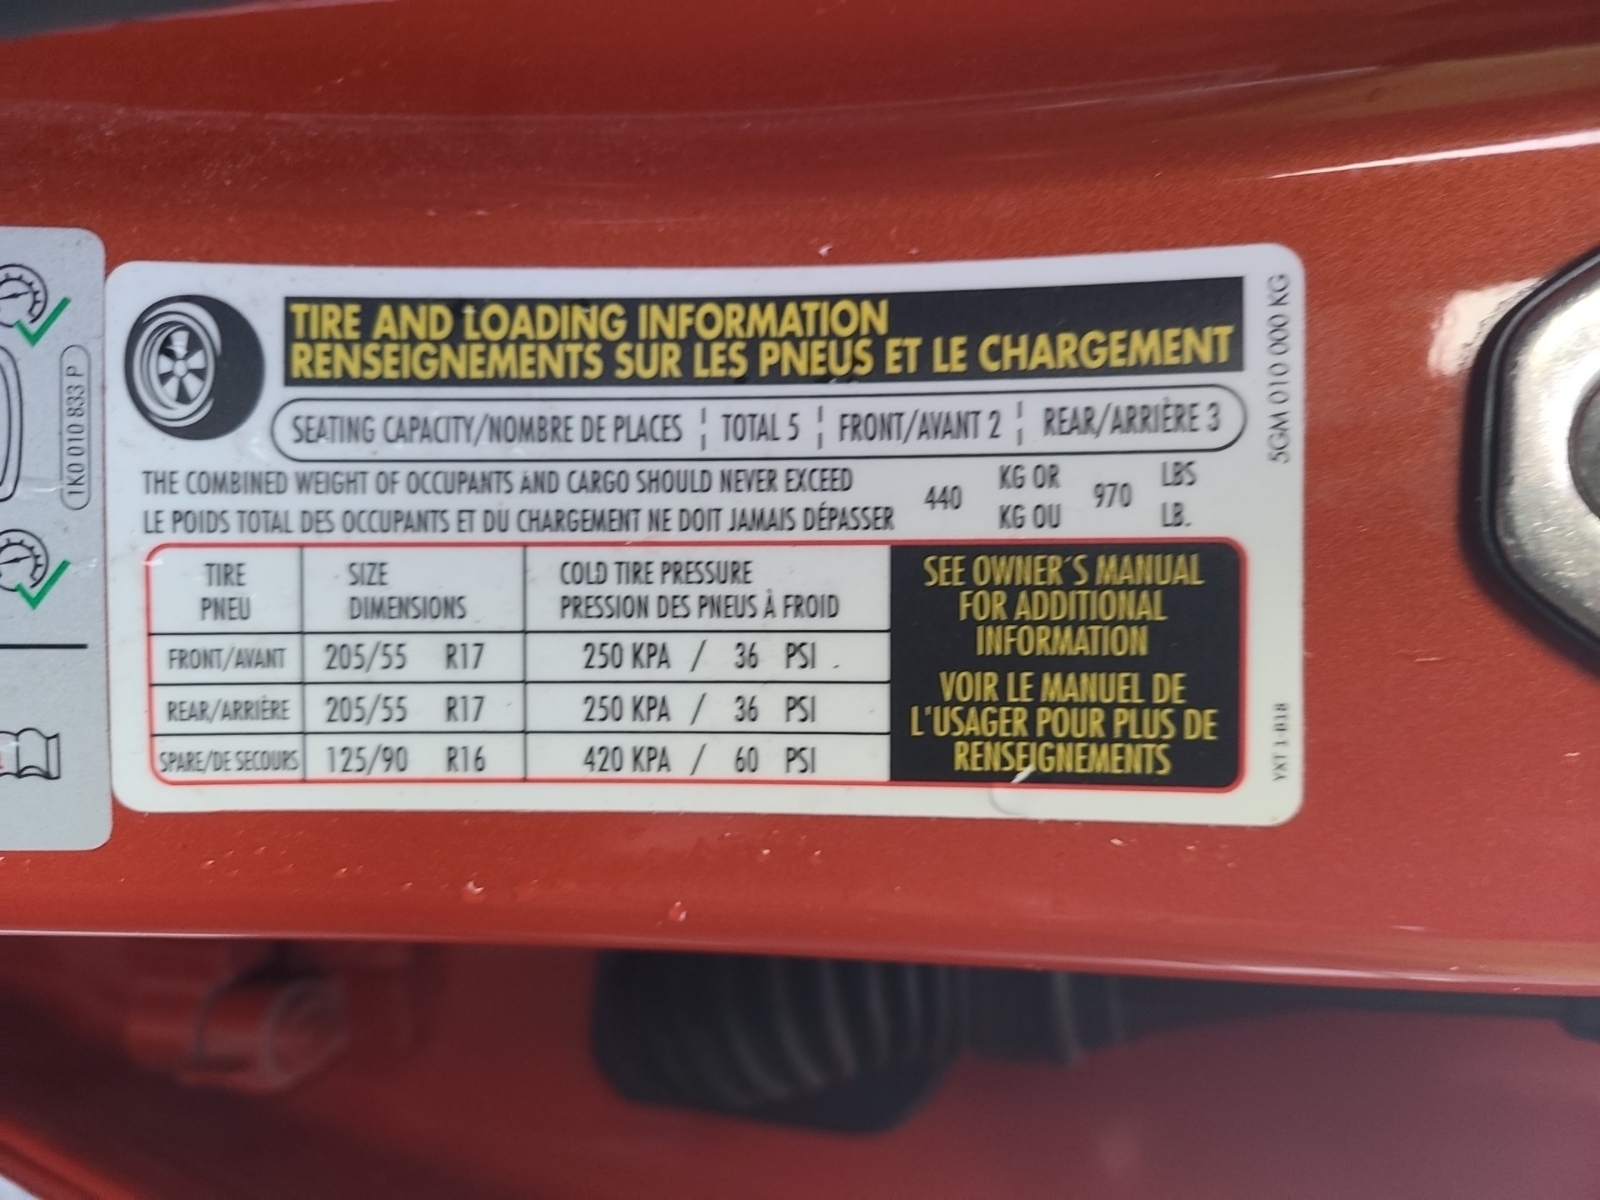 TIRE AND LOADING INFORMATION
RENSEIGNEMENTS SUR LES PNEUS ET LE CHARGEMENT
SEATING CAPACITY/NOMBRE DE PLACES ¦ TOTAL 5 ¦ FRONT/AVANT 2 ¦ REAR/ARRIÈRE 3
THE COMBINED WEIGHT OF OCCUPANTS AND CARGO SHOULD NEVER EXCEED 440 KG OR 970 LBS
LE POIDS TOTAL DES OCCUPANTS ET DU CHARGEMENT NE DOIT JAMAIS DÉPASSER KG OU LB.
TIRE SIZE COLD TIRE PRESSURE
PNEU DIMENSIONS PRESSION DES PNEUS À FROID
FRONT/AVANT 205/55 R17 250 KPA / 36 PSI .
REAR/ARRIÈRE 205/55 R17 250 KPA / 36 PSI
SPARE/DE SECOURS 125/90 R16 420 KPA / 60 PSI
SEE OWNER'S MANUAL
FOR ADDITIONAL
INFORMATION
VOIR LE MANUEL DE
L'USAGER POUR PLUS DE
RENSEIGNEMENTS
5GM 010 000 KG
YXT 1-B18
1K0 010 833 P